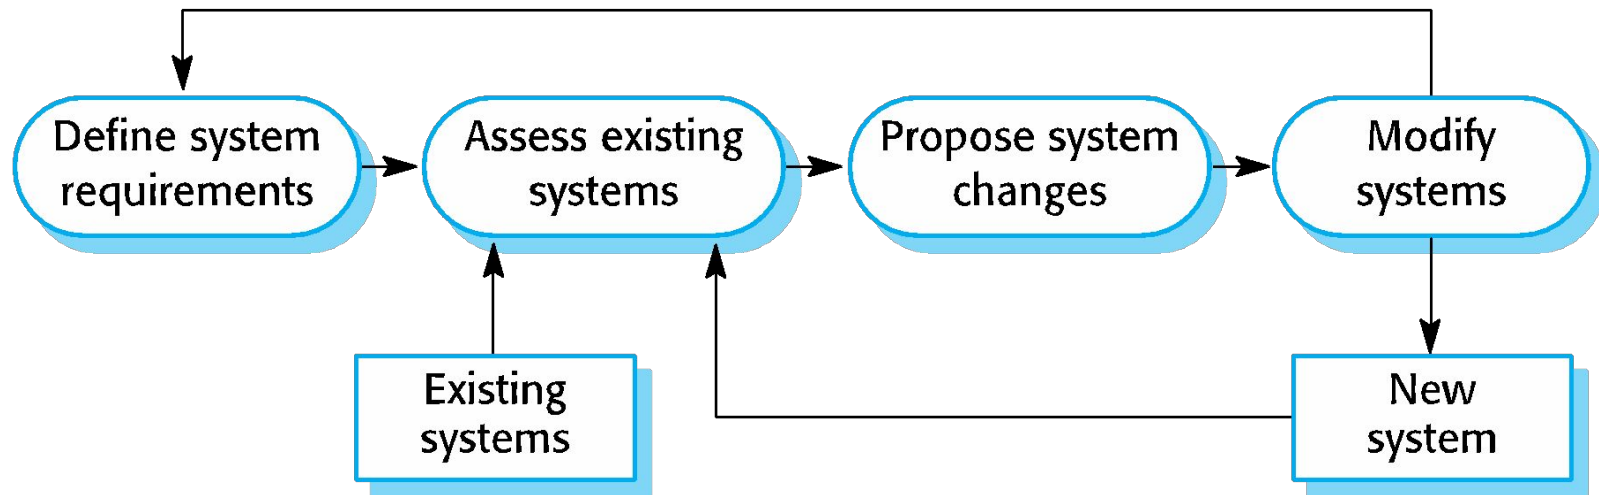 Define system
requirements
Assess existing
systems
Propose system
changes
Modify
systems
Existing
systems
New
system